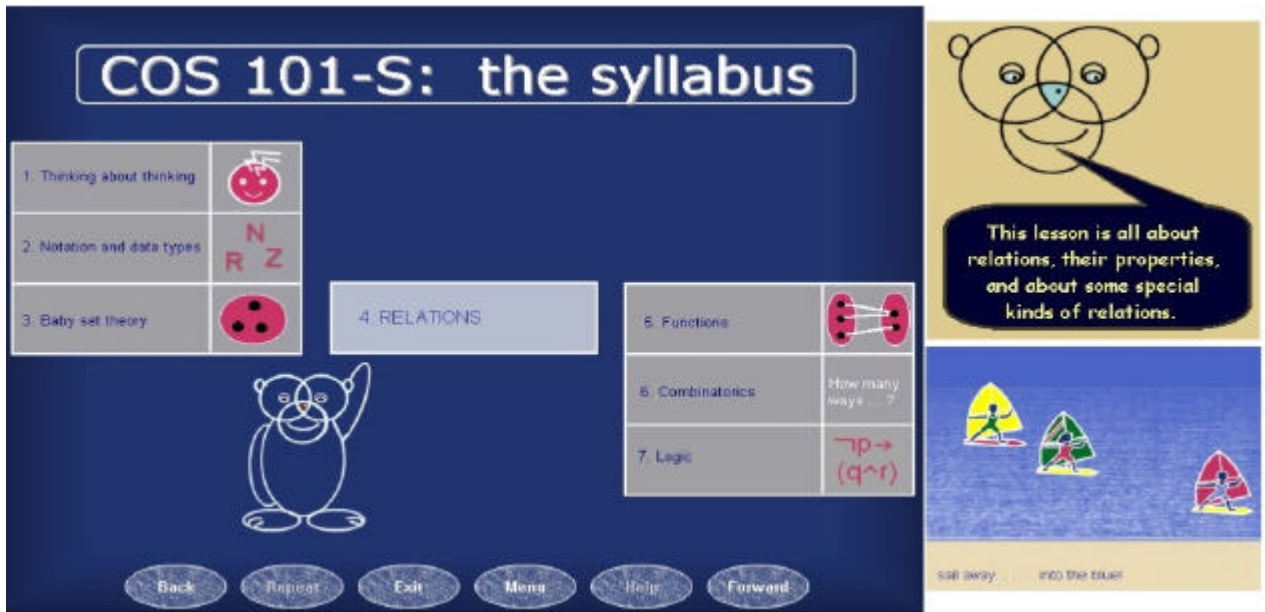 COS 101-S: the syllabus
1. Thinking about thinking
2. Notation and data types
N
R Z
3. Baby set theory
4. RELATIONS
5. Functions
6. Combinatorics
How many
ways . . . ?
7. Logic
¬p→
(q^r)
Back
Repeat
Exit
Menu
Help
Forward
This lesson is all about
relations, their properties,
and about some special
kinds of relations.
sail away . . . into the blue!